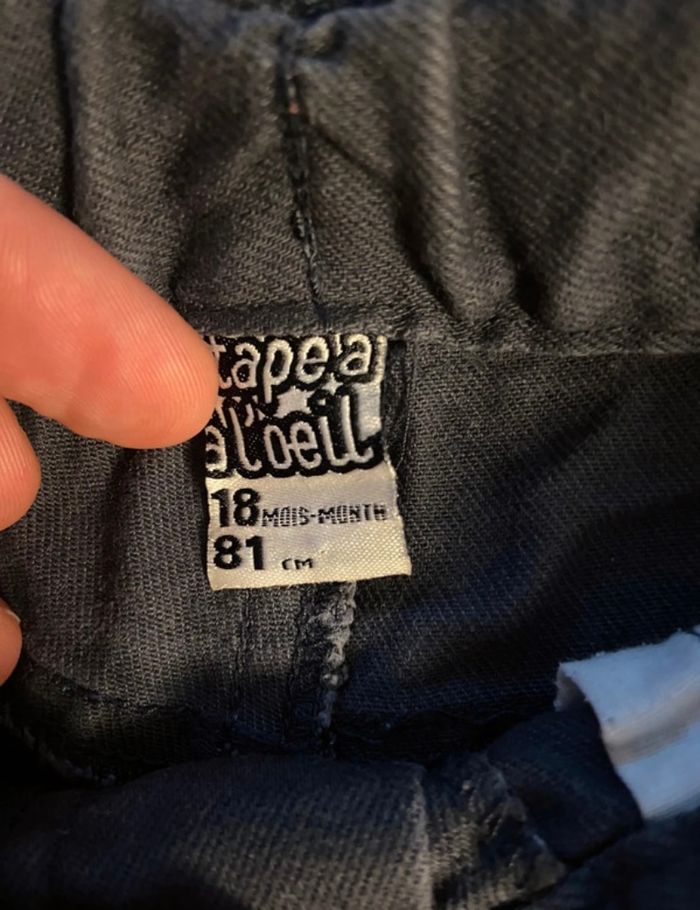 tape à
à l'oeil
18 MOIS-MONTH
81 CM